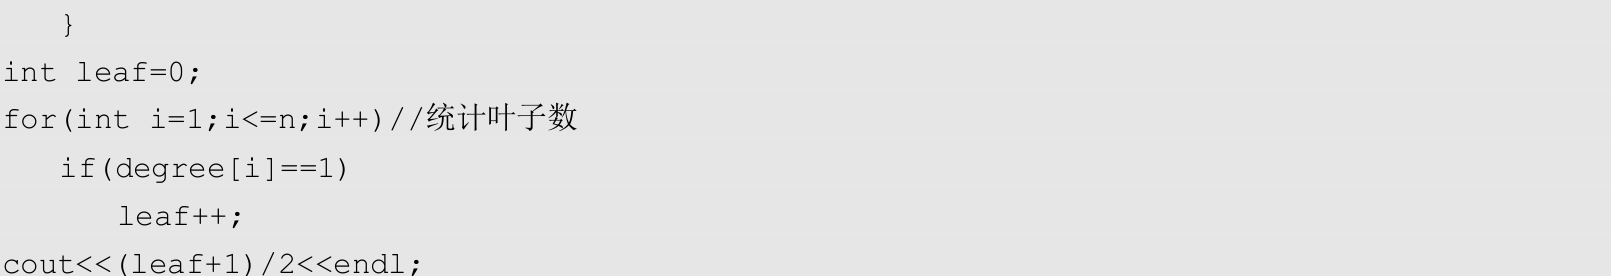 }
int leaf=0;
for(int i=1;i<=n;i++)//统计叶子数
if(degree[i]==1)
leaf++;
cout<<(leaf+1)/2<<endl;